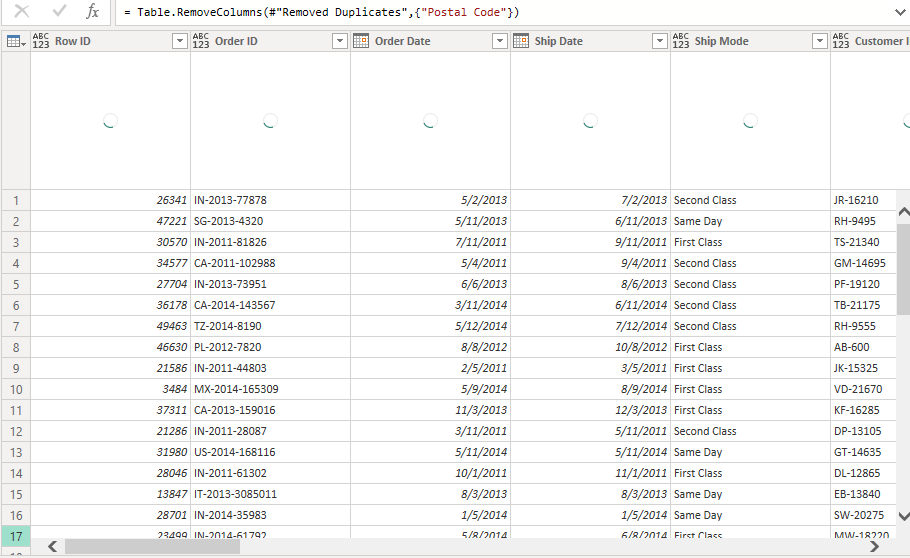 fx = Table.RemoveColumns(#"Removed Duplicates",{"Postal Code"})
ABC 123 Row ID ABC 123 Order ID Order Date Ship Date ABC 123 Ship Mode ABC 123 Customer I
1 26341 IN-2013-77878 5/2/2013 7/2/2013 Second Class JR-16210
2 47221 SG-2013-4320 5/11/2013 6/11/2013 Same Day RH-9495
3 30570 IN-2011-81826 7/11/2011 9/11/2011 First Class TS-21340
4 34577 CA-2011-102988 5/4/2011 9/4/2011 Second Class GM-14695
5 27704 IN-2013-73951 6/6/2013 8/6/2013 Second Class PF-19120
6 36178 CA-2014-143567 3/11/2014 6/11/2014 Second Class TB-21175
7 49463 TZ-2014-8190 5/12/2014 7/12/2014 Second Class RH-9555
8 46630 PL-2012-7820 8/8/2012 10/8/2012 First Class AB-600
9 21586 IN-2011-44803 2/5/2011 3/5/2011 First Class JK-15325
10 3484 MX-2014-165309 5/9/2014 8/9/2014 First Class VD-21670
11 37311 CA-2013-159016 11/3/2013 12/3/2013 First Class KF-16285
12 21286 IN-2011-28087 3/11/2011 5/11/2011 Second Class DP-13105
13 31980 US-2014-168116 5/11/2014 5/11/2014 Same Day GT-14635
14 28046 IN-2011-61302 10/1/2011 11/1/2011 First Class DL-12865
15 13847 IT-2013-3085011 8/3/2013 8/3/2013 Same Day EB-13840
16 28701 IN-2014-35983 1/5/2014 1/5/2014 Same Day SW-20275
17 23499 IN-2014-61792 5/8/2014 6/8/2014 First Class MW-18220